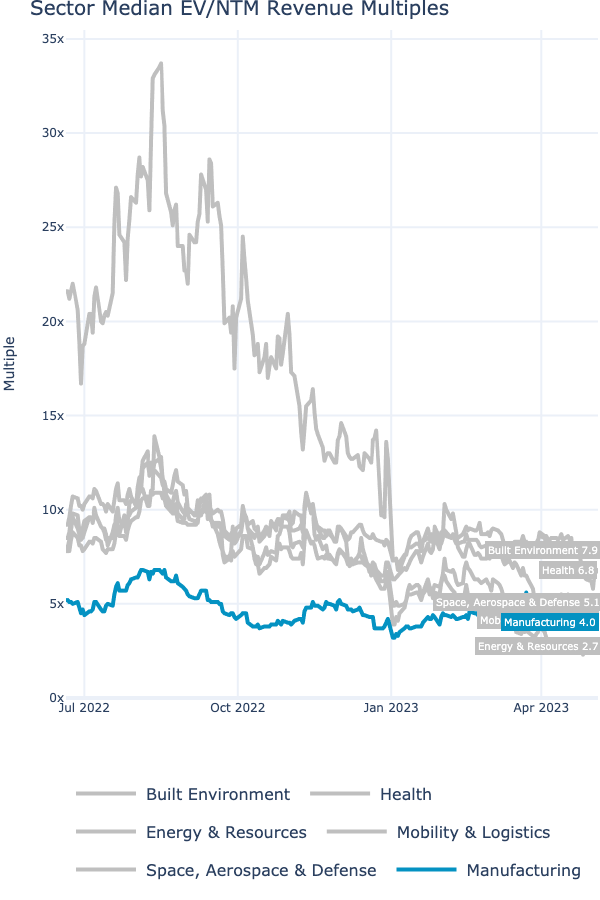 Sector Median EV/NTM Revenue Multiples
35x
30x
25x
20x
15x
10x
5x
0x
Multiple
Built Environment 7.9
Health 6.8
Space, Aerospace & Defense 5.1
Manufacturing 4.0
Energy & Resources 2.7
Jul 2022 Oct 2022 Jan 2023 Apr 2023
Built Environment Health
Energy & Resources Mobility & Logistics
Space, Aerospace & Defense Manufacturing